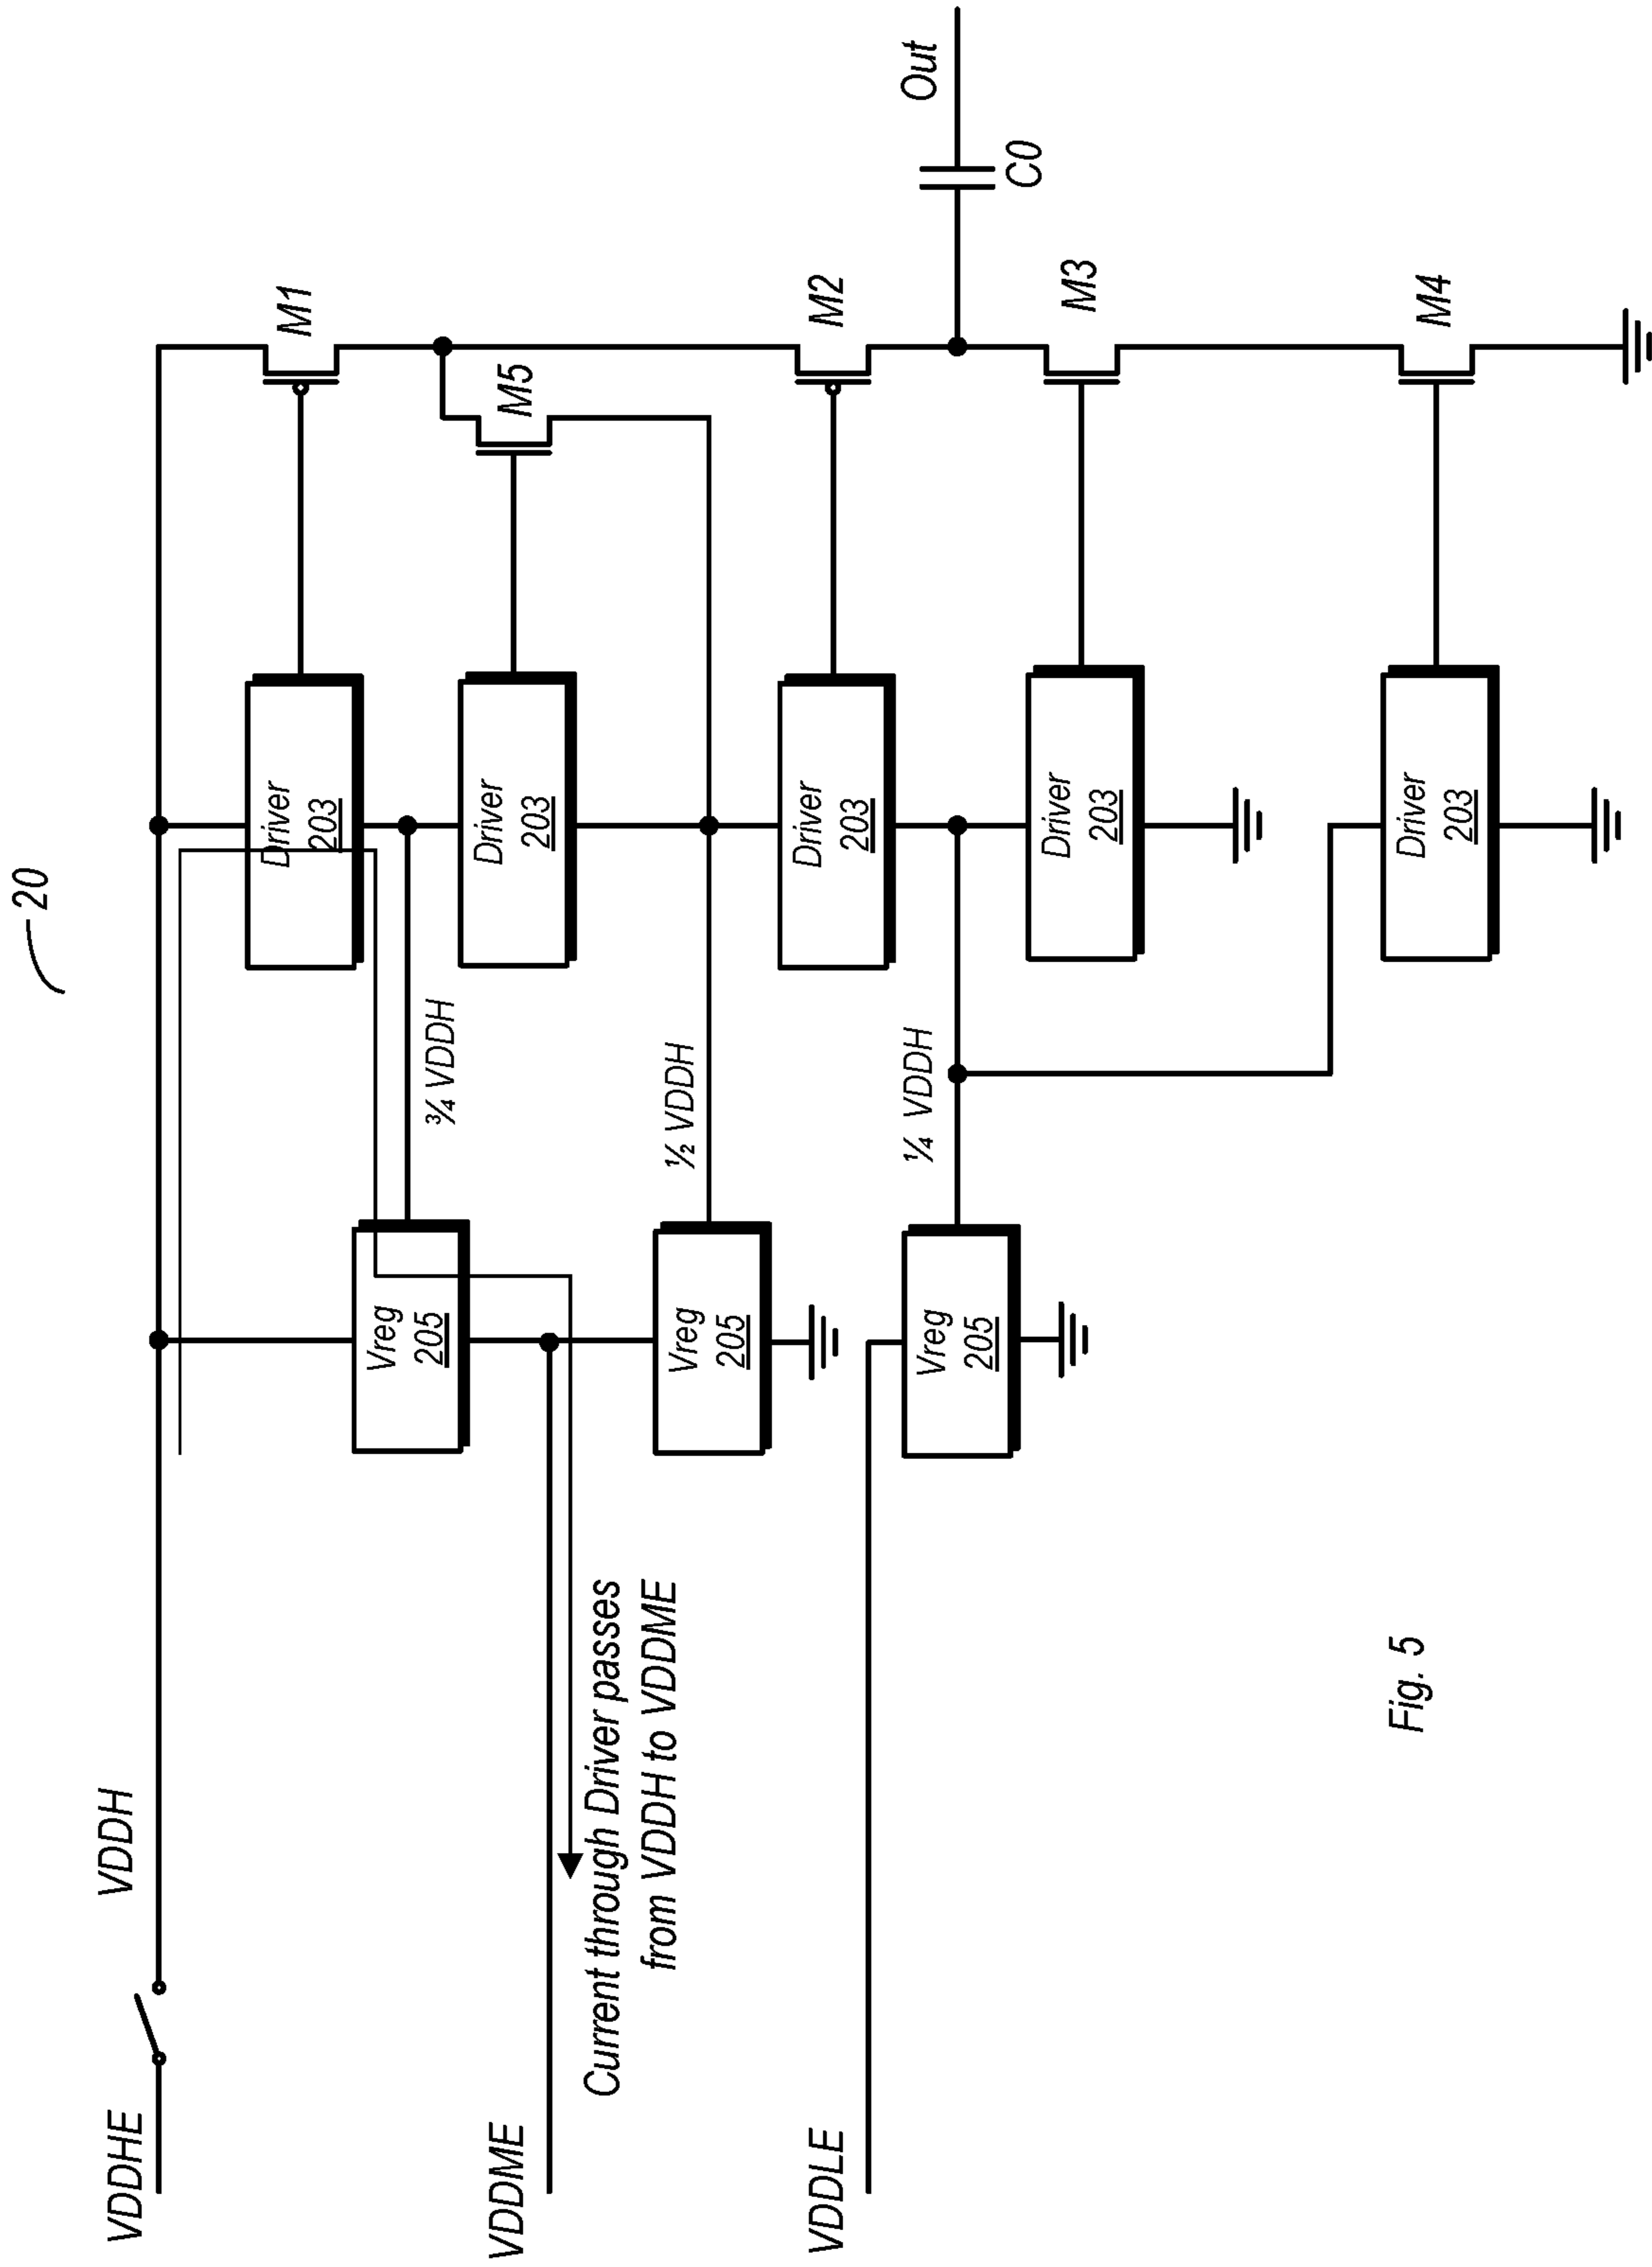 20
VDDHE
VDDH
Driver
203
M1
¾ VDDH
Driver
203
M5
Vreg
205
VDDME
Current through Driver passes
from VDDH to VDDME
½ VDDH
Vreg
205
Driver
203
M2
Out
C0
VDDLE
¼ VDDH
Vreg
205
Driver
203
M3
Driver
203
M4
Fig. 5